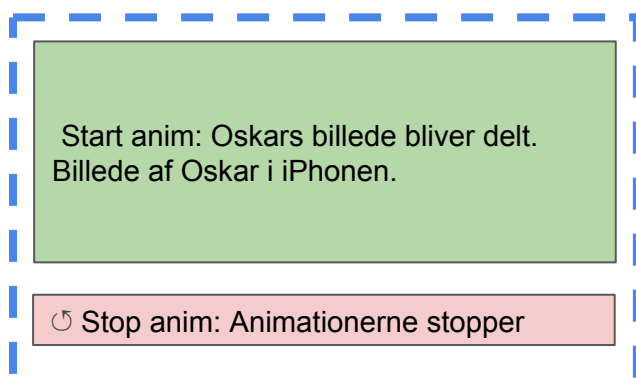 Start anim: Oskars billede bliver delt.
Billede af Oskar i iPhonen.
↺ Stop anim: Animationerne stopper